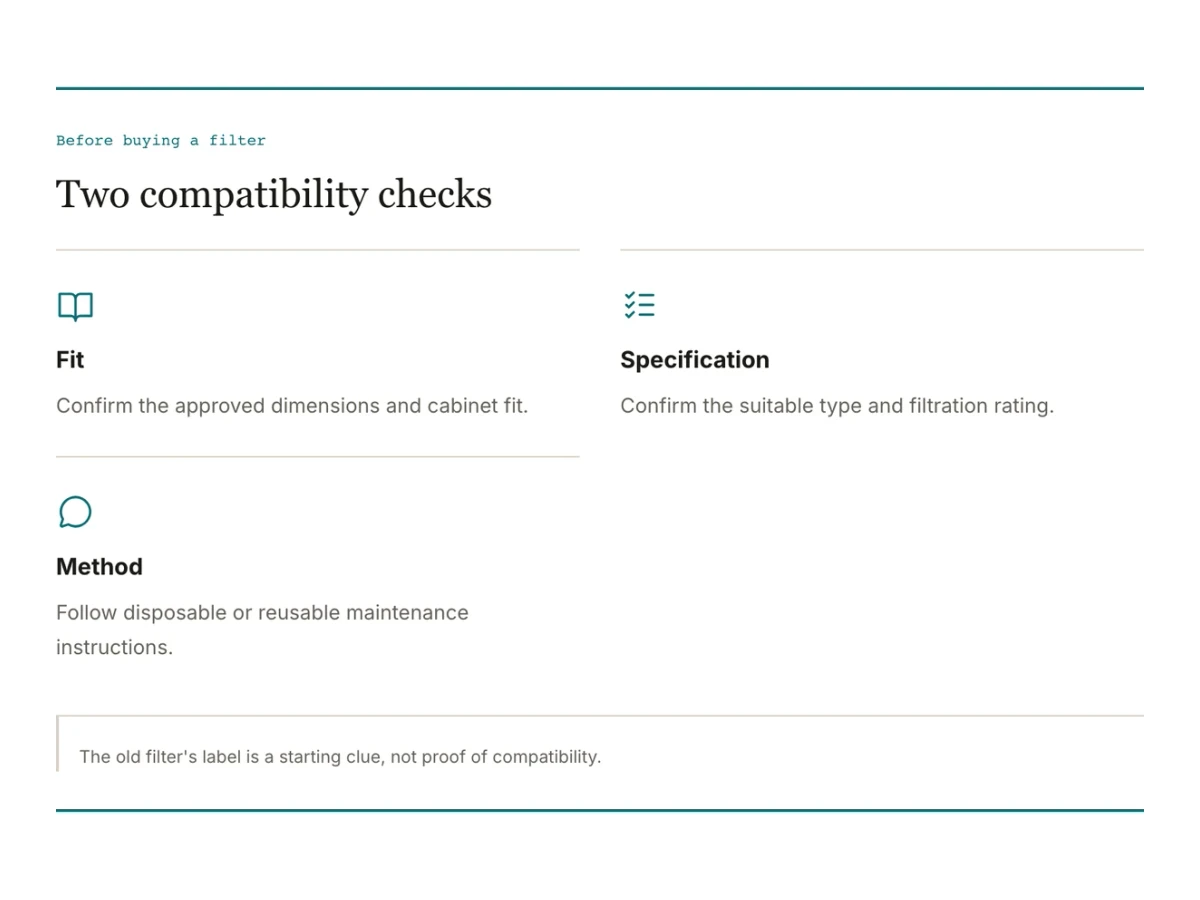 Before buying a filter
Two compatibility checks
Fit
Confirm the approved dimensions and cabinet fit.
Specification
Confirm the suitable type and filtration rating.
Method
Follow disposable or reusable maintenance
instructions.
The old filter's label is a starting clue, not proof of compatibility.